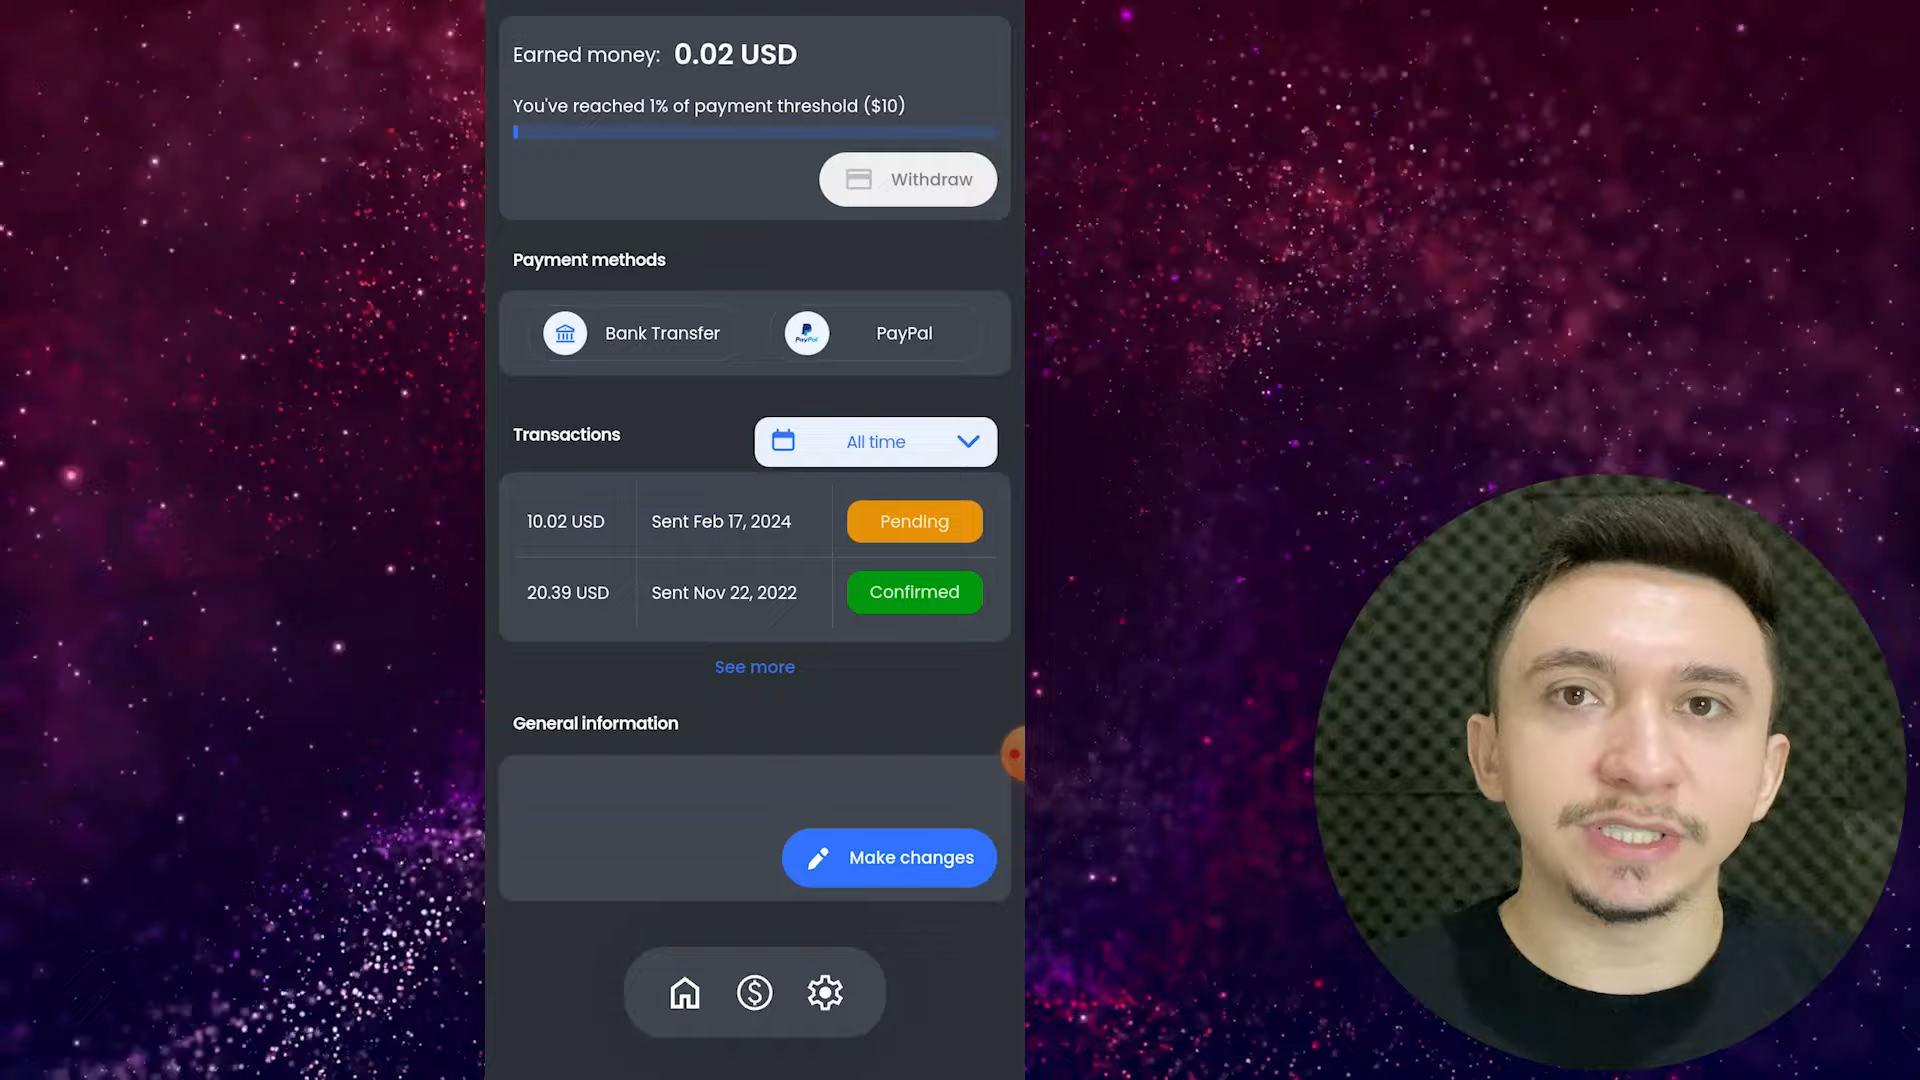 Earned money: 0.02 USD
You've reached 1% of payment threshold ($10)
Withdraw
Payment methods
Bank Transfer
PayPal
PayPal
Transactions
All time
10.02 USD Sent Feb 17, 2024 Pending
20.39 USD Sent Nov 22, 2022 Confirmed
See more
General information
Make changes